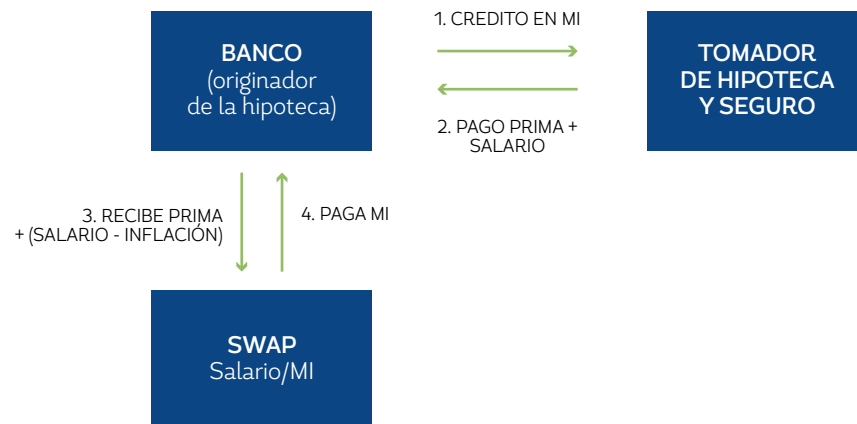 BANCO
(originador
de la hipoteca)
1. CREDITO EN MI
2. PAGO PRIMA +
SALARIO
TOMADOR
DE HIPOTECA
Y SEGURO
3. RECIBE PRIMA
+ (SALARIO - INFLACIÓN)
4. PAGA MI
SWAP
Salario/MI